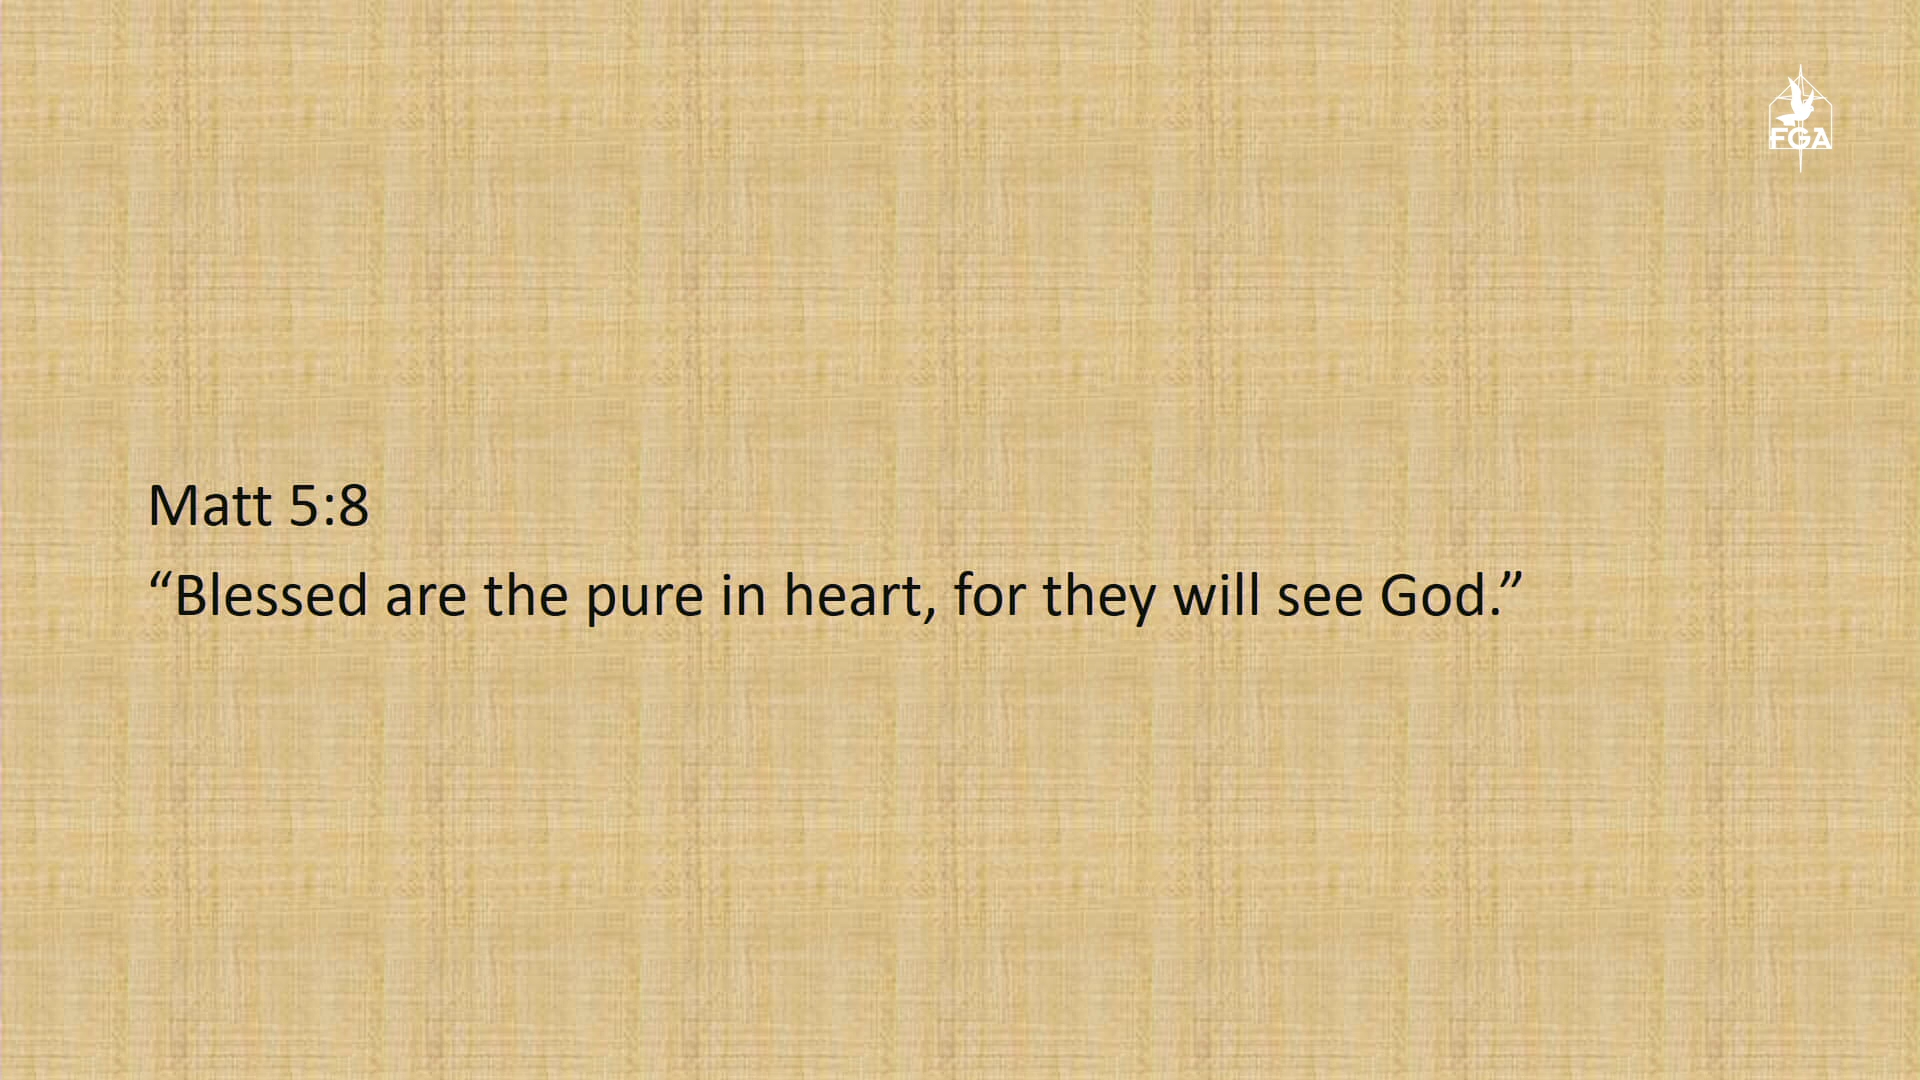 FGA
Matt 5:8
“Blessed are the pure in heart, for they will see God.”